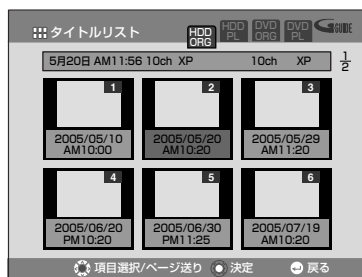 タイトルリスト
HDD ORG
HDD PL
DVD ORG
DVD PL
GGUIDE
5月20日 AM11:56 10ch XP 10ch XP
1/2
1 2 3
2005/05/10 2005/05/20 2005/05/29
AM10:00 AM10:20 AM11:20
4 5 6
2005/06/20 2005/06/30 2005/07/19
PM10:20 PM11:25 AM10:20
項目選択/ページ送り 決定 戻る